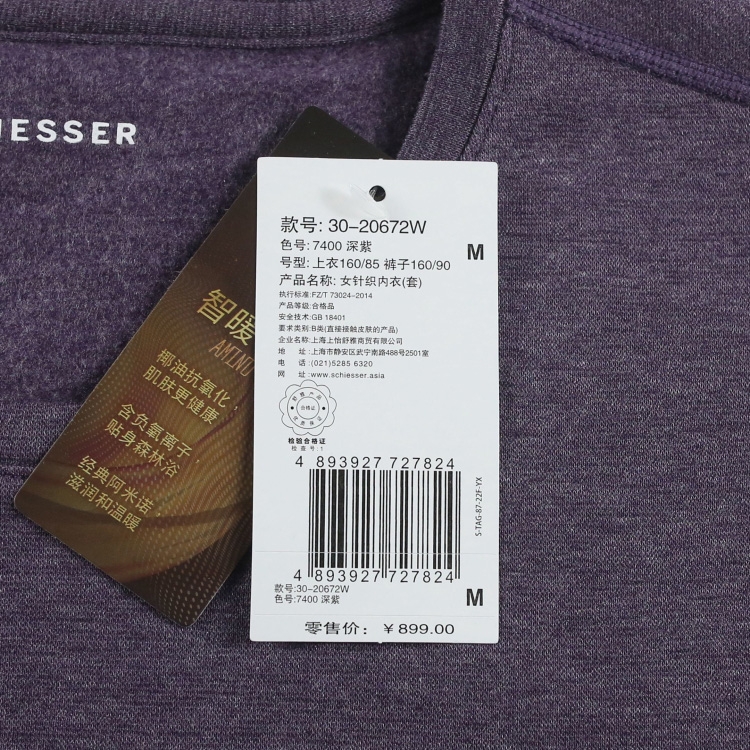 IESSER
智暖
AMINO
椰油抗氧化，
肌肤更健康
含负氧离子，
贴身森林浴
经典阿米诺，
滋润和温暖
款号: 30-20672W
色号: 7400 深紫
M
号型: 上衣160/85 裤子160/90
产品名称: 女针织内衣(套)
执行标准:FZ/T 73024-2014
产品等级:合格品
安全技术:GB 18401
要求类别:B类(直接接触皮肤的产品)
企业名称:上海上怡舒雅商贸有限公司
地 址:上海市静安区武宁南路488号2501室
电 话:(021)5285 6320
网 址:www.schiesser.asia
合格证
检验合格证
检查号:1
4 893927 727824
4 893927 727824
S-TAG-87-22F-YX
款号:30-20672W
色号:7400 深紫
M
零售价: ￥899.00